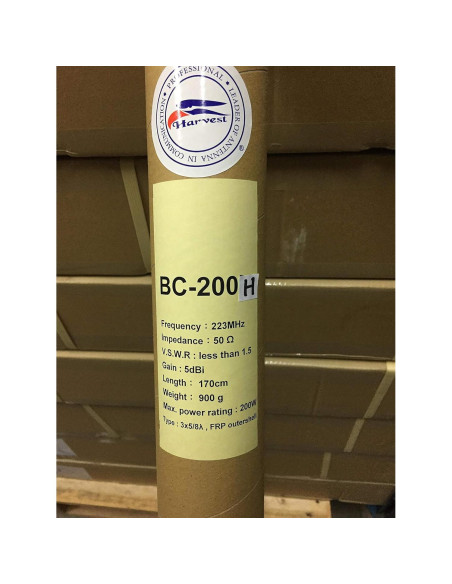 PROFESSIONAL LEADER OF ANTENNA IN COMMUNICATION
Harvest
®
BC-200H
Frequency : 223MHz
Impedance : 50 Ω
V.S.W.R : less than 1.5
Gain : 5dBi
Length : 170cm
Weight : 900 g
Max. power rating : 200W
Type : 3x5/8λ , FRP outershell